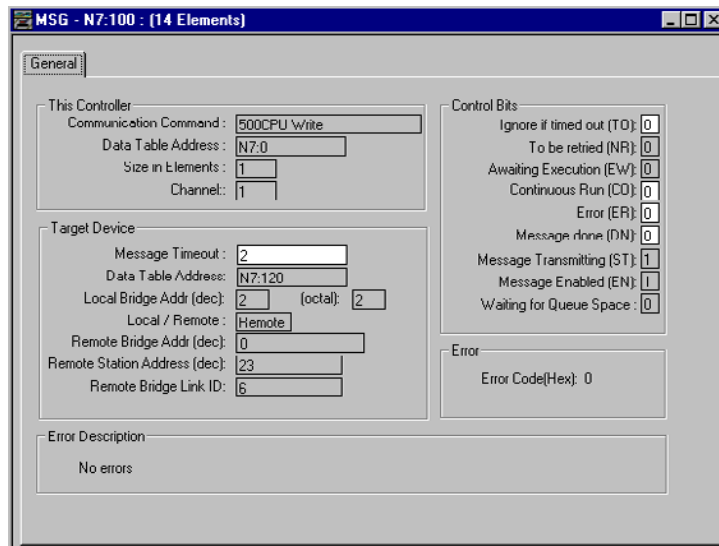 MSG - N7:100 : (14 Elements)
General
This Controller
Communication Command : 500CPU Write
Data Table Address : N7:0
Size in Elements : 1
Channel:: 1
Target Device
Message Timeout : 2
Data Table Address: N7:120
Local Bridge Addr (dec): 2 (octal): 2
Local / Remote : Remote
Remote Bridge Addr (dec): 0
Remote Station Address (dec): 23
Remote Bridge Link ID: 6
Control Bits
Ignore if timed out (TO): 0
To be retried (NR): 0
Awaiting Execution (EW): 0
Continuous Run (CO): 0
Error (ER): 0
Message done (DN): 0
Message Transmitting (ST): 1
Message Enabled (EN): 1
Waiting for Queue Space : 0
Error
Error Code(Hex): 0
Error Description
No errors